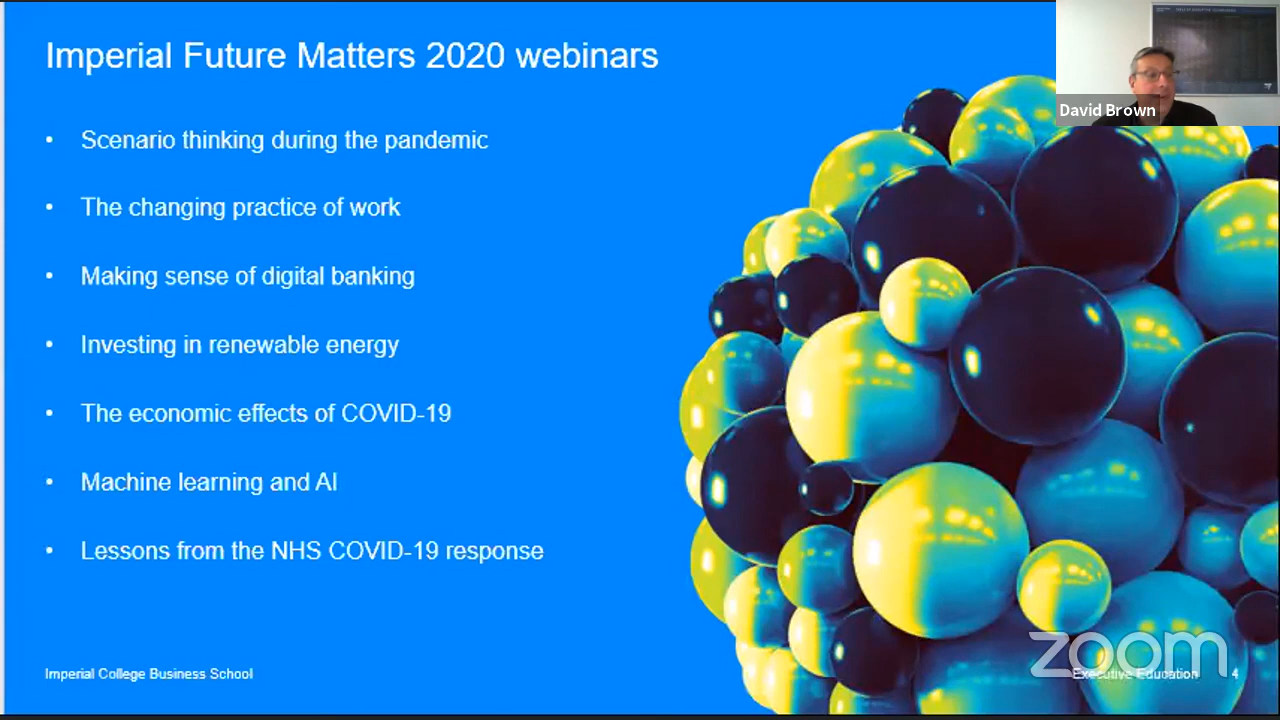 Imperial Future Matters 2020 webinars
David Brown
• Scenario thinking during the pandemic
• The changing practice of work
• Making sense of digital banking
• Investing in renewable energy
• The economic effects of COVID-19
• Machine learning and AI
• Lessons from the NHS COVID-19 response
zoom
Imperial College Business School
Executive Education 4